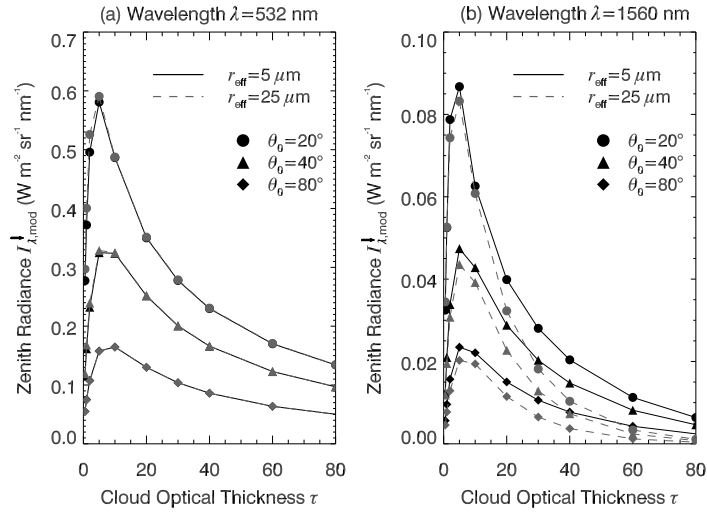 (a) Wavelength λ=532 nm
0.7
0.6
0.5
0.4
0.3
0.2
0.1
0.0
Zenith Radiance I↓λ,mod (W m⁻² sr⁻¹ nm⁻¹)
reff=5 μm
reff=25 μm
θ0=20°
θ0=40°
θ0=80°
0 20 40 60 80
Cloud Optical Thickness τ
(b) Wavelength λ=1560 nm
0.10
0.08
0.06
0.04
0.02
0.00
Zenith Radiance I↓λ,mod (W m⁻² sr⁻¹ nm⁻¹)
reff=5 μm
reff=25 μm
θ0=20°
θ0=40°
θ0=80°
0 20 40 60 80
Cloud Optical Thickness τ